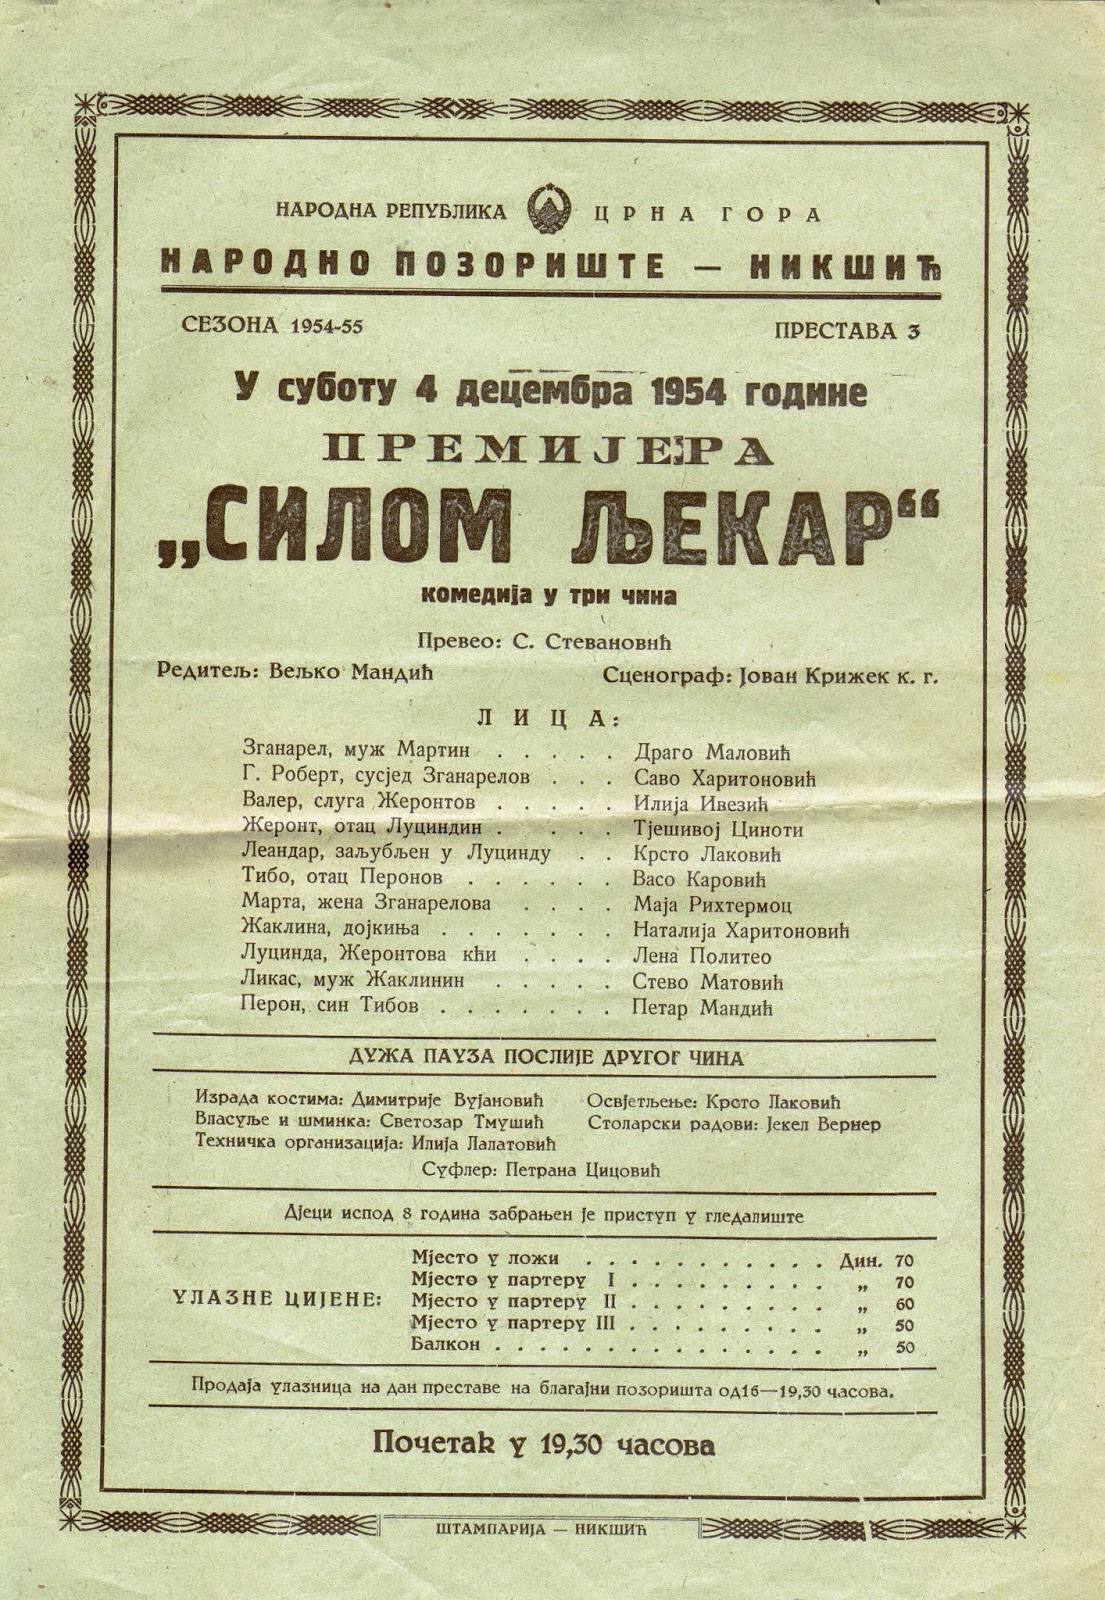 НАРОДНА РЕПУБЛИКА ЦРНА ГОРА
НАРОДНО ПОЗОРИШТЕ — НИКШИЋ
СЕЗОНА 1954-55 ПРЕСТАВА 3
У суботу 4 децембра 1954 године
ПРЕМИЈЕРА
„СИЛОМ ЉЕКАР“
комедија у три чина
Превео: С. Стевановић
Редитељ: Вељко Мандић Сценограф: Јован Крижек к. г.
ЛИЦА:
Зганарел, муж Мартин . . . . . Драго Маловић
Г. Роберт, сусјед Зганарелов . . . Саво Харитоновић
Валер, слуга Жеронтов . . . . . Илија Ивезић
Жеронт, отац Луциндин . . . . Тјешивој Циноти
Леандар, заљубљен у Луцинду . . Крсто Лаковић
Тибо, отац Перонов . . . . . . Васо Каровић
Марта, жена Зганарелова . . . . Маја Рихтермоц
Жаклина, дојкиња . . . . . . . Наталија Харитоновић
Луцинда, Жеронтова кћи . . . . Лена Политео
Ликас, муж Жаклинин . . . . . Стево Матовић
Перон, син Тибов . . . . . . . Петар Мандић
ДУЖА ПАУЗА ПОСЛИЈЕ ДРУГОГ ЧИНА
Израда костима: Димитрије Вујановић Освјетљење: Крсто Лаковић
Власуље и шминка: Светозар Тмушић Столарски радови: Јекел Вернер
Техничка организација: Илија Лалатовић
Суфлер: Петрана Цицовић
Дјеци испод 8 година забрањен је приступ у гледалиште
УЛАЗНЕ ЦИЈЕНЕ:
Мјесто у ложи . . . . . . . . . . . Дин. 70
Мјесто у партеру I . . . . . . . . . „ 70
Мјесто у партеру II . . . . . . . . . „ 60
Мјесто у партеру III . . . . . . . . . „ 50
Балкон . . . . . . . . . . . . . . . „ 50
Продаја улазница на дан преставе на благајни позоришта од16—19,30 часова.
Почетак у 19,30 часова
ШТАМПАРИЈА — НИКШИЋ